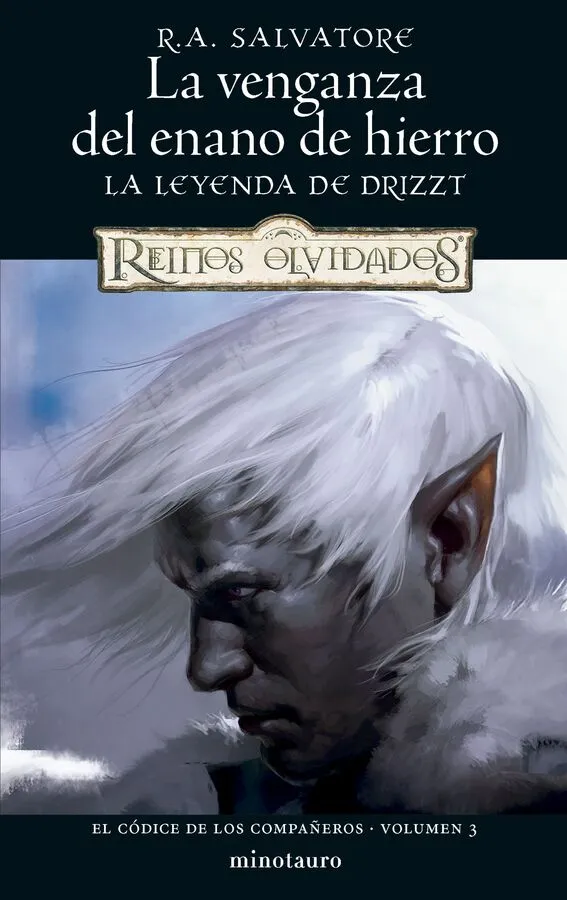 R.A. SALVATORE
La venganza
del enano de hierro
LA LEYENDA DE DRIZZT
REINOS OLVIDADOS®
EL CÓDICE DE LOS COMPAÑEROS · VOLUMEN 3
minotauro